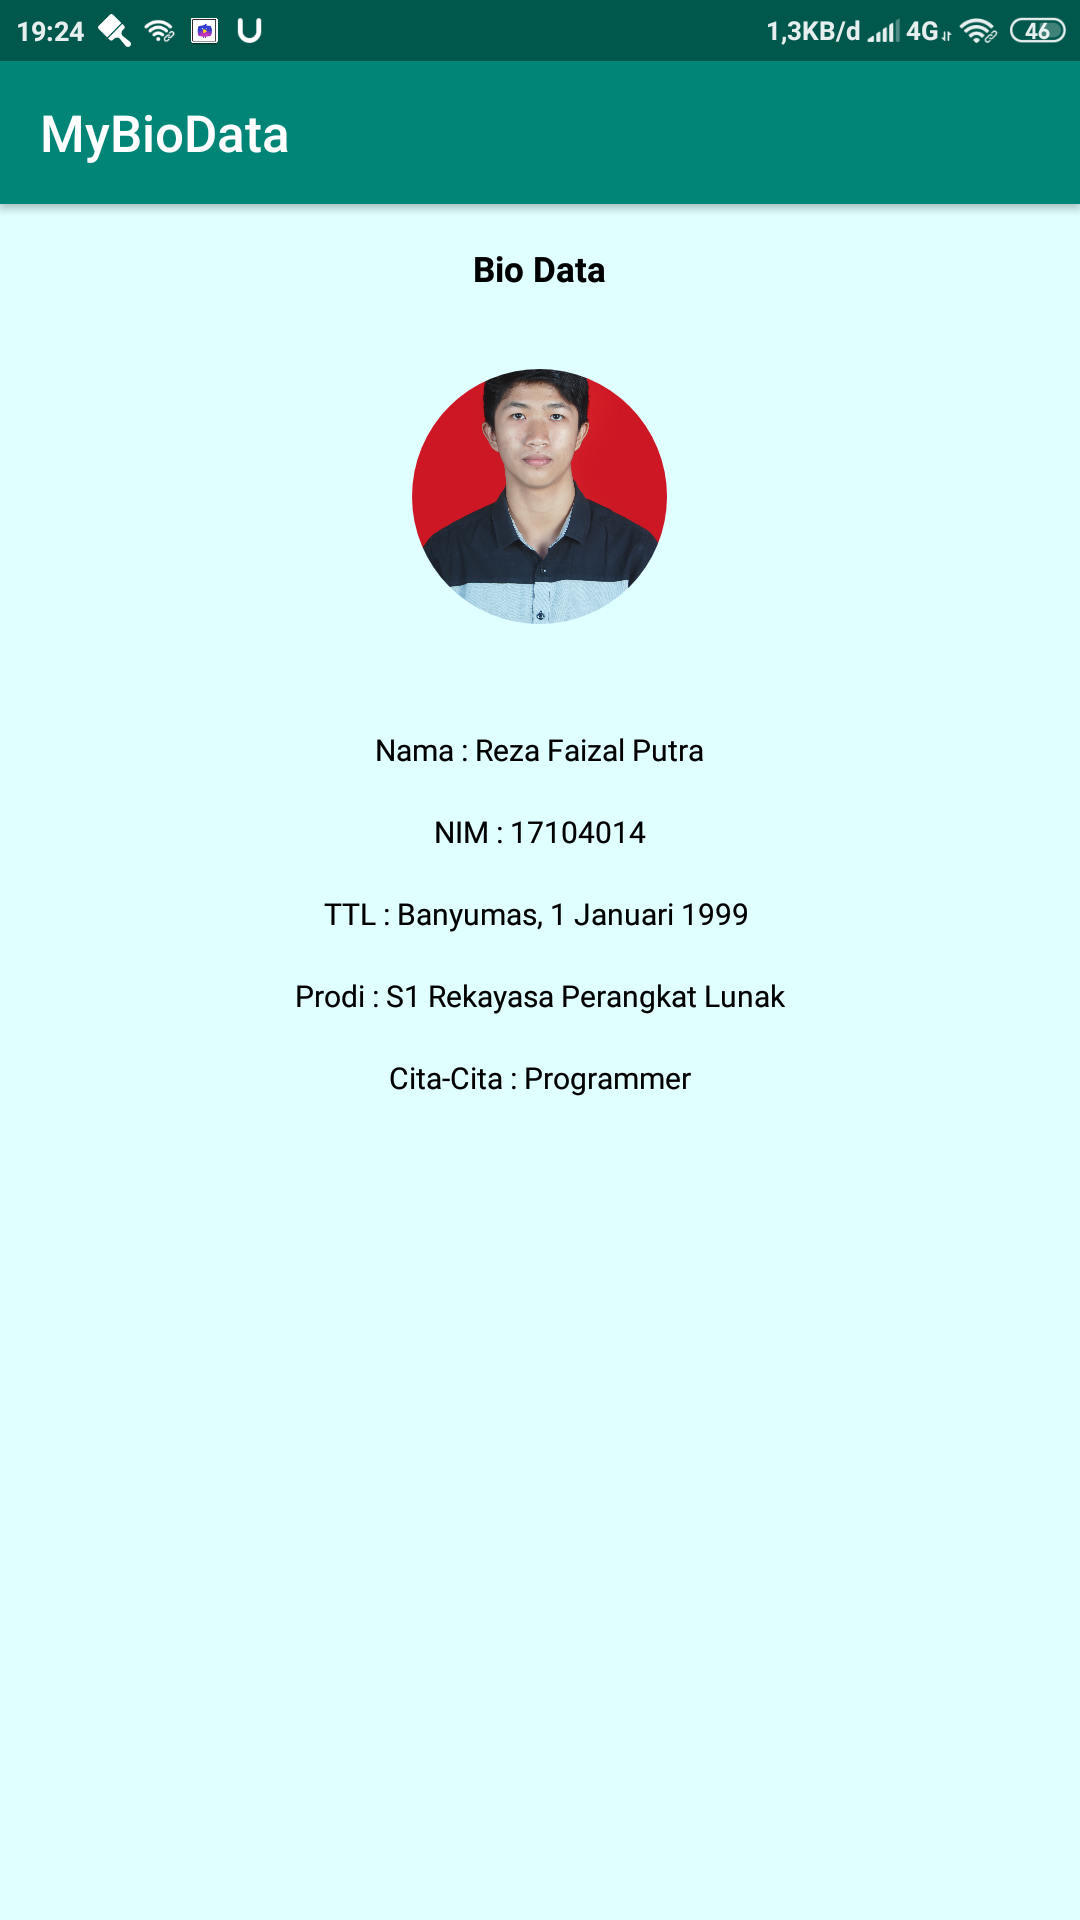 19:24
1,3KB/d 4G 46
MyBioData
Bio Data
Nama : Reza Faizal Putra
NIM : 17104014
TTL : Banyumas, 1 Januari 1999
Prodi : S1 Rekayasa Perangkat Lunak
Cita-Cita : Programmer